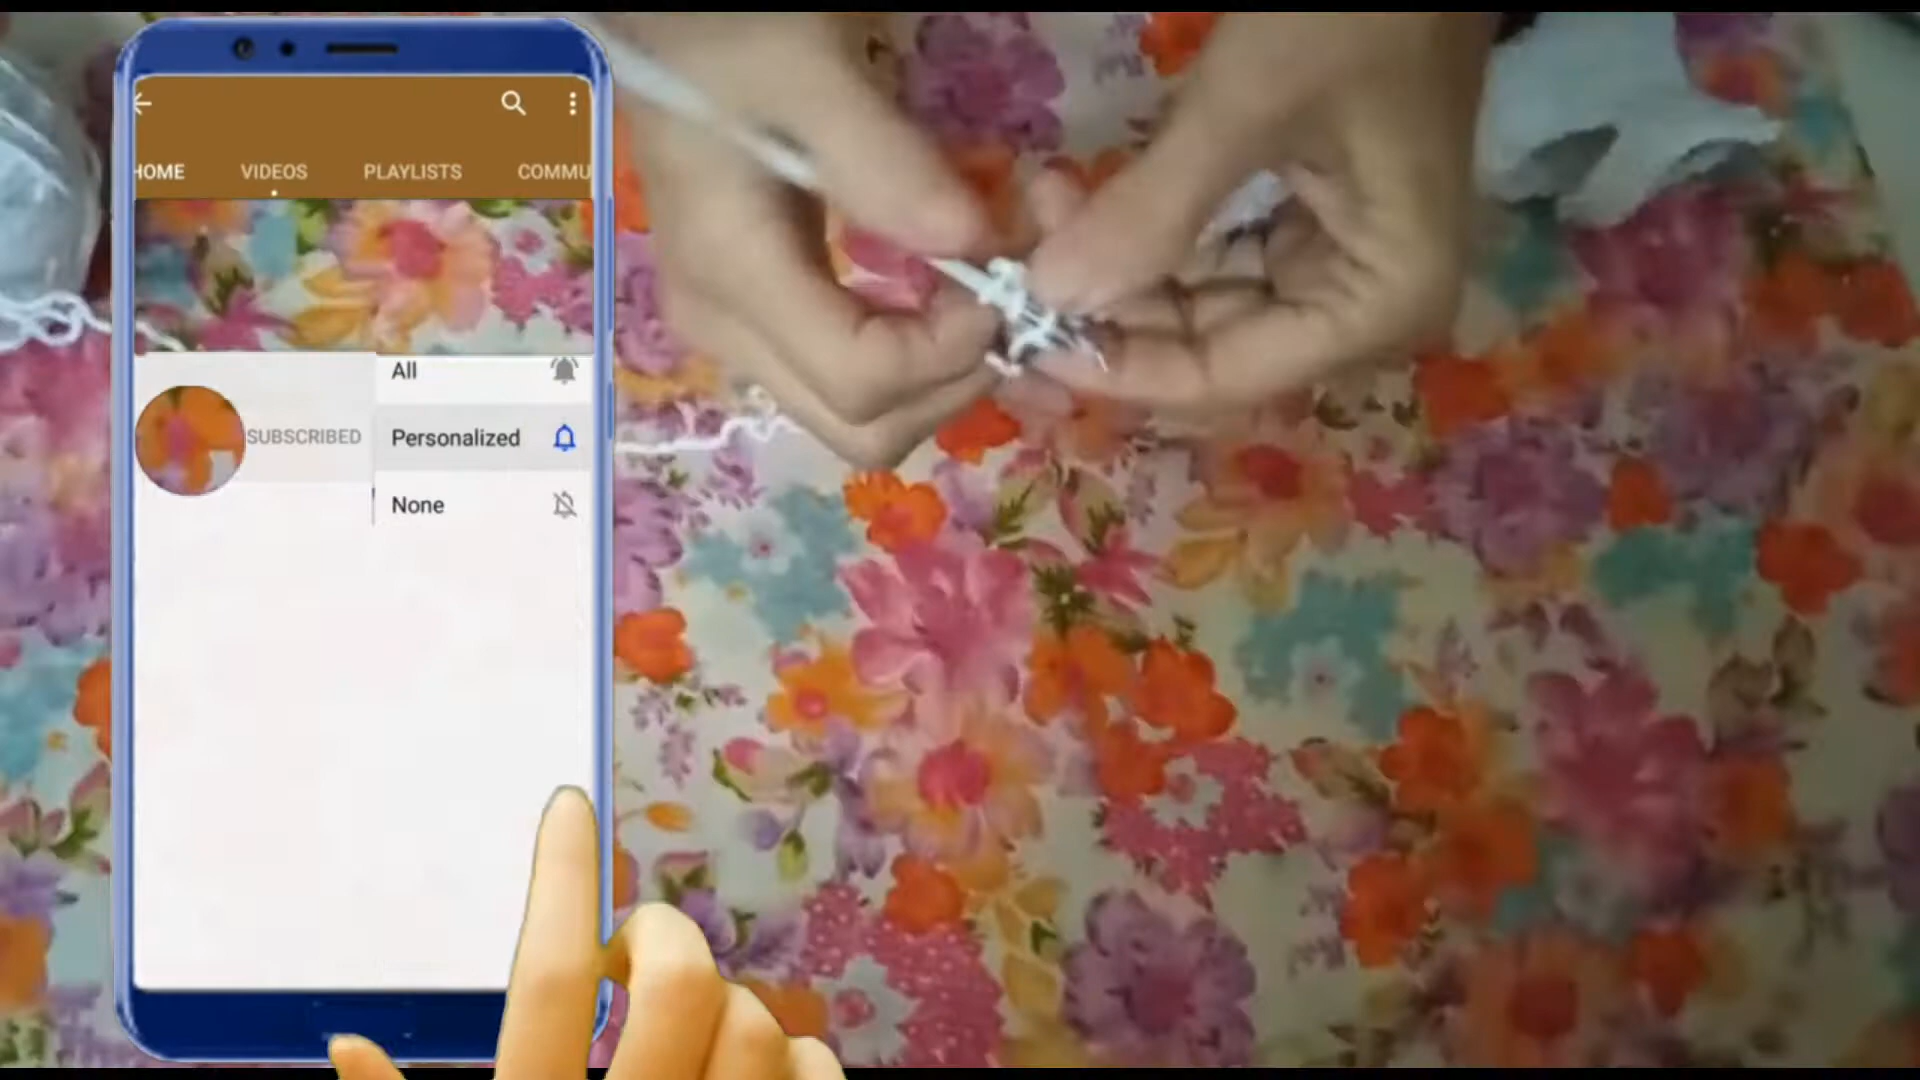 HOME VIDEOS PLAYLISTS COMMU
All
SUBSCRIBED
Personalized
None